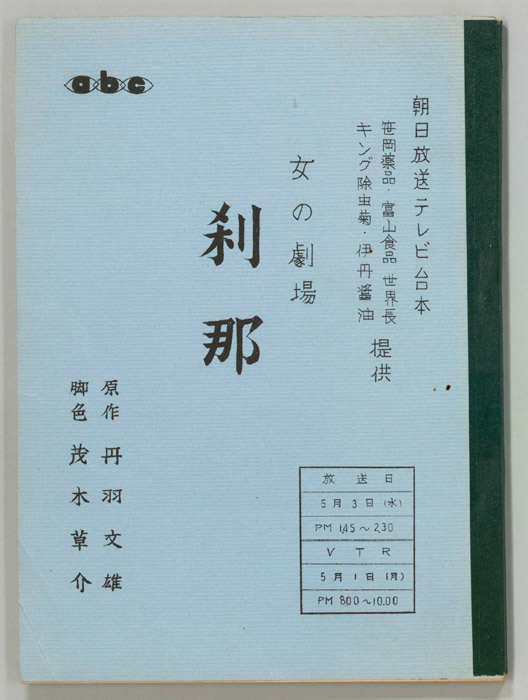 abc
朝日放送テレビ台本
笹岡薬品・富山食品 世界長
キング除虫菊・伊丹醬油
提供
女の劇場
刹那
原作 丹羽文雄
脚色 茂木草介
放送日
5月3日(水)
PM 1.45～2.30
VTR
5月1日(月)
PM 8.00～10.00